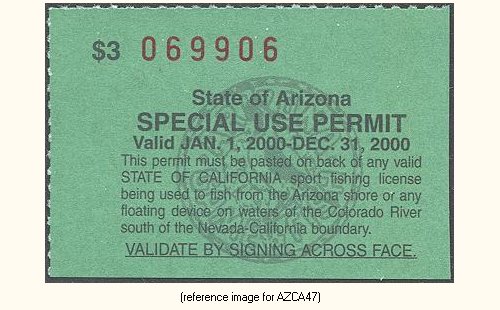 $3 069906
State of Arizona
SPECIAL USE PERMIT
Valid JAN. 1, 2000-DEC. 31, 2000
This permit must be pasted on back of any valid
STATE OF CALIFORNIA sport fishing license
being used to fish from the Arizona shore or any
floating device on waters of the Colorado River
south of the Nevada-California boundary.
VALIDATE BY SIGNING ACROSS FACE.
(reference image for AZCA47)